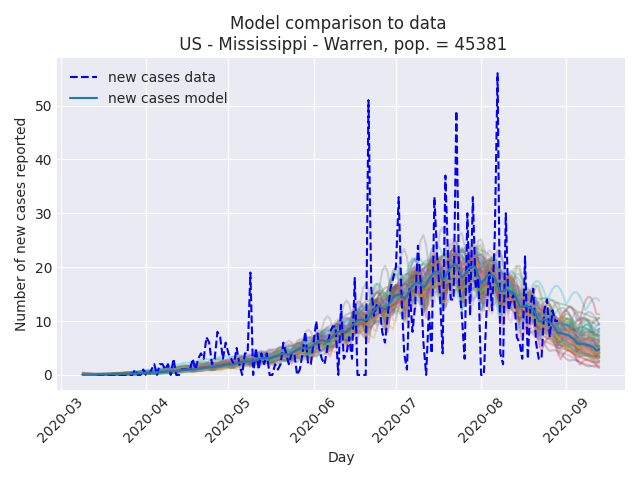 Model comparison to data
US - Mississippi - Warren, pop. = 45381
new cases data
new cases model
Number of new cases reported
50
40
30
20
10
0
2020-03
2020-04
2020-05
2020-06
2020-07
2020-08
2020-09
Day